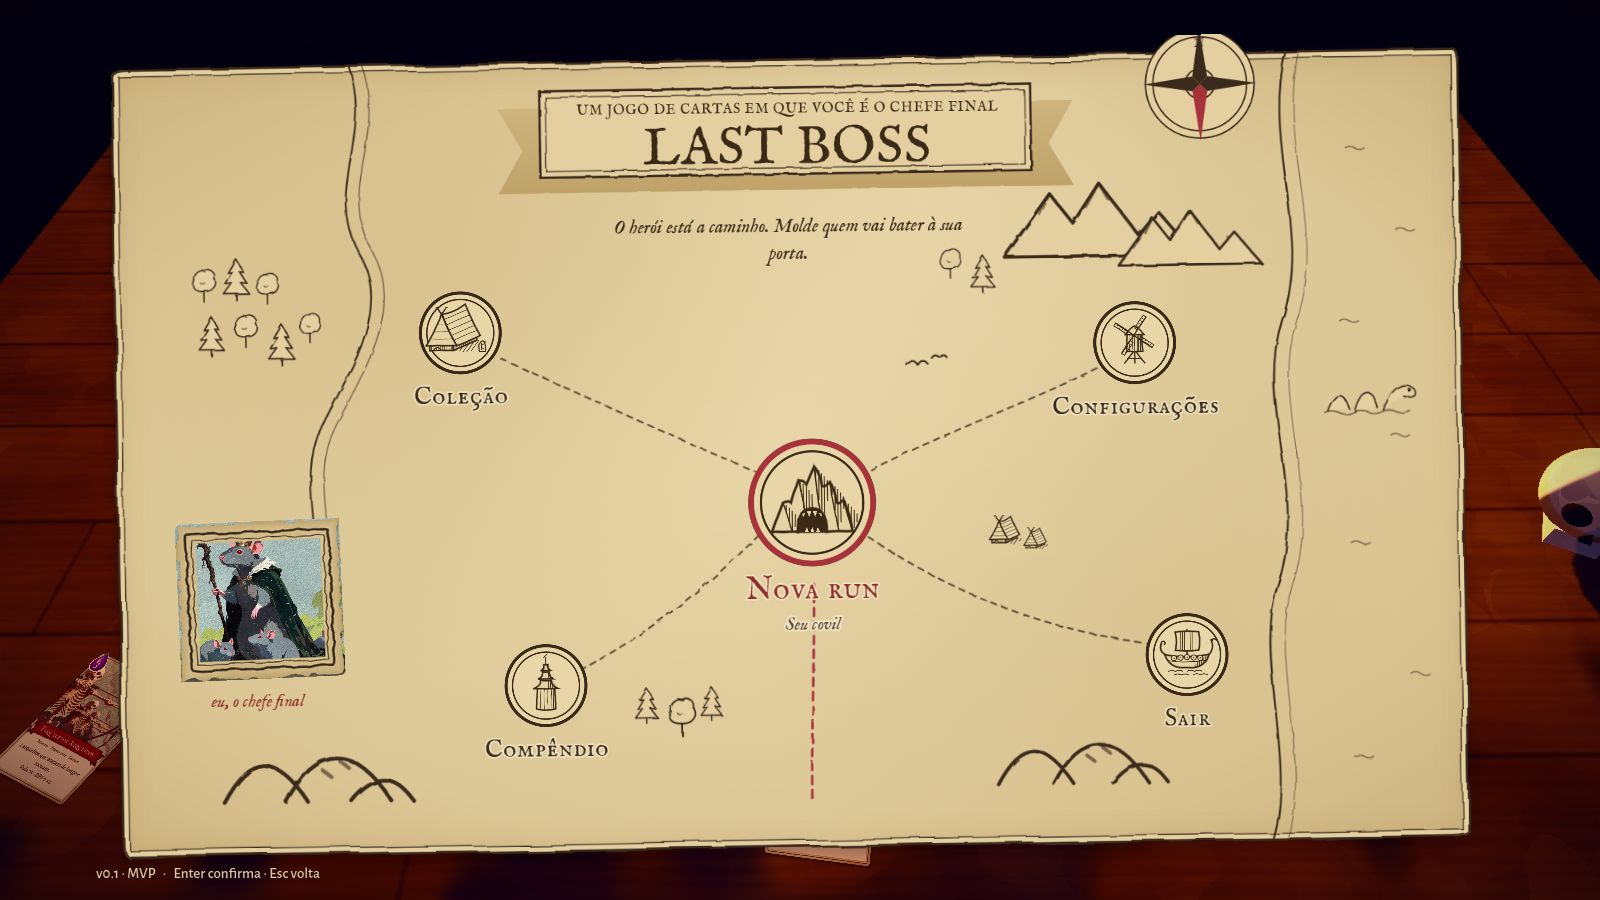 UM JOGO DE CARTAS EM QUE VOCÊ É O CHEFE FINAL
LAST BOSS
O herói está a caminho. Molde quem vai bater à sua
porta.
Coleção
Configurações
Nova run
Seu covil
eu, o chefe final
Compêndio
Sair
v0.1 · MVP · Enter confirma · Esc volta